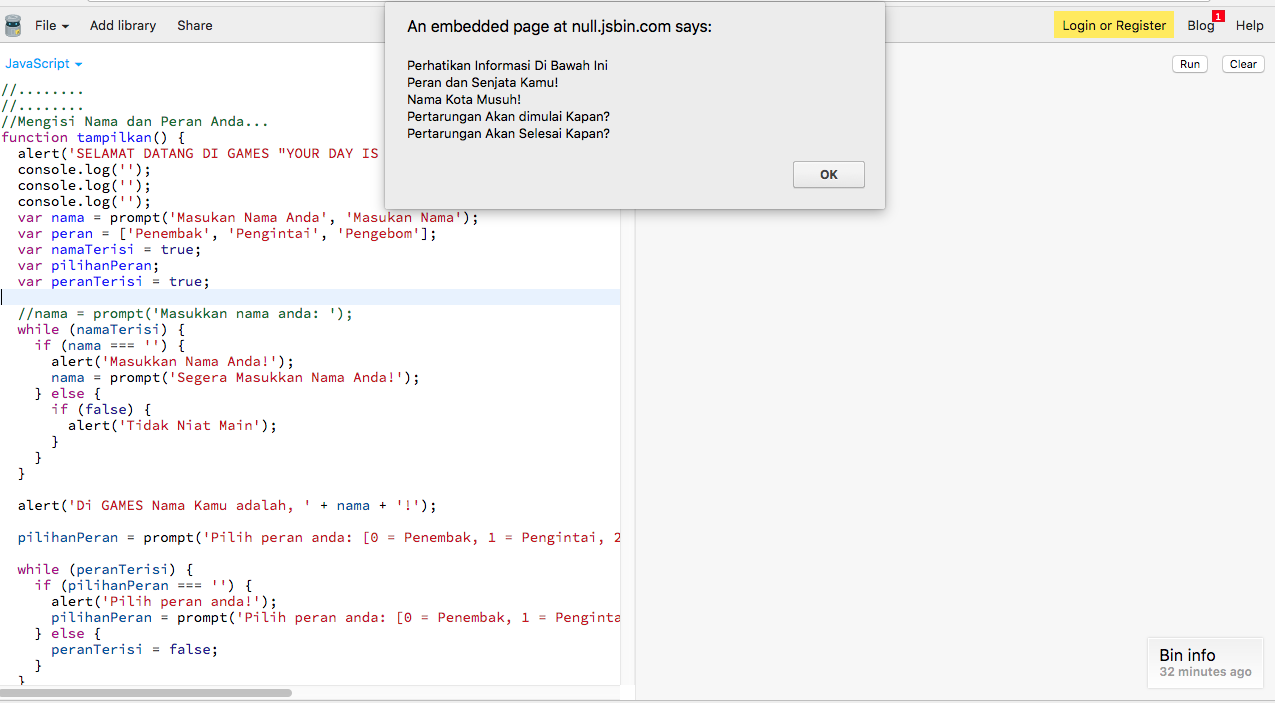 File
Add library
Share
Login or Register
Blog
1
Help
An embedded page at null.jsbin.com says:
Perhatikan Informasi Di Bawah Ini
Peran dan Senjata Kamu!
Nama Kota Musuh!
Pertarungan Akan dimulai Kapan?
Pertarungan Akan Selesai Kapan?
OK
JavaScript
Run
Clear
//........
//........
//Mengisi Nama dan Peran Anda...
function tampilkan() {
  alert('SELAMAT DATANG DI GAMES "YOUR DAY IS
  console.log('');
  console.log('');
  console.log('');
  var nama = prompt('Masukan Nama Anda', 'Masukan Nama');
  var peran = ['Penembak', 'Pengintai', 'Pengebom'];
  var namaTerisi = true;
  var pilihanPeran;
  var peranTerisi = true;
  //nama = prompt('Masukkan nama anda: ');
  while (namaTerisi) {
    if (nama === '') {
      alert('Masukkan Nama Anda!');
      nama = prompt('Segera Masukkan Nama Anda!');
    } else {
      if (false) {
        alert('Tidak Niat Main');
      }
    }
  }
  alert('Di GAMES Nama Kamu adalah, ' + nama + '!');
  pilihanPeran = prompt('Pilih peran anda: [0 = Penembak, 1 = Pengintai, 2
  while (peranTerisi) {
    if (pilihanPeran === '') {
      alert('Pilih peran anda!');
      pilihanPeran = prompt('Pilih peran anda: [0 = Penembak, 1 = Penginta
    } else {
      peranTerisi = false;
    }
  }
Bin info
32 minutes ago